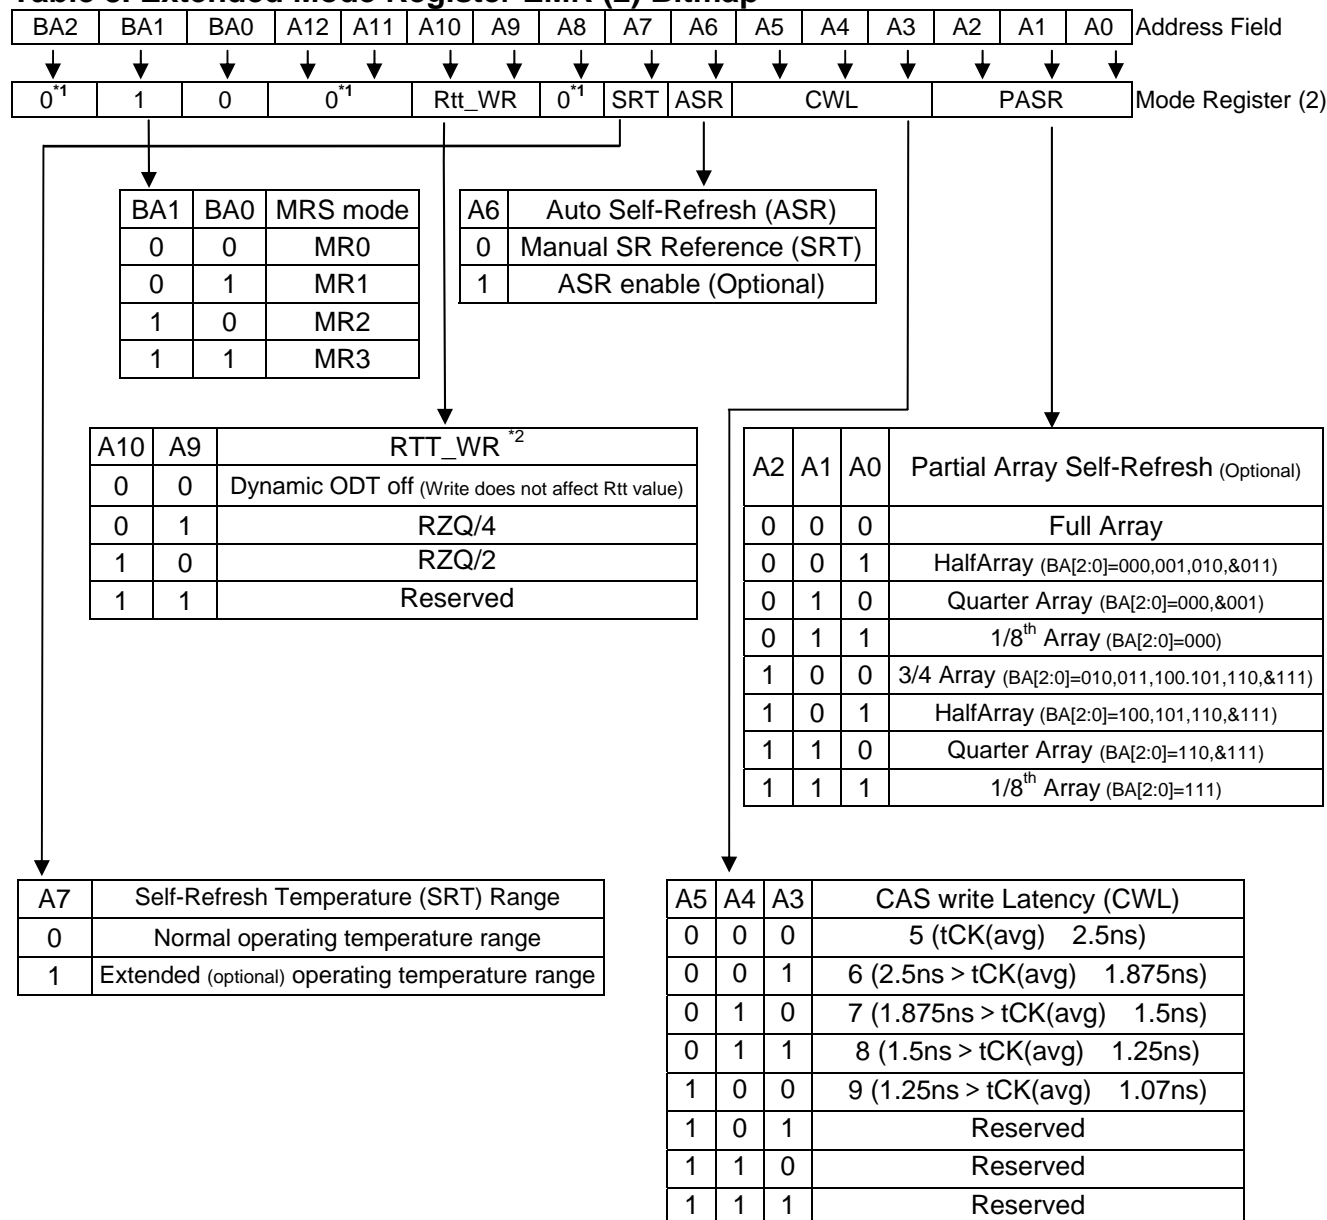 Table 8. Extended Mode Register EMR (2) Bitmap
BA2 BA1 BA0 A12 A11 A10 A9 A8 A7 A6 A5 A4 A3 A2 A1 A0 Address Field
0*1 1 0 0*1 Rtt_WR 0*1 SRT ASR CWL PASR Mode Register (2)
BA1 BA0 MRS mode
0 0 MR0
0 1 MR1
1 0 MR2
1 1 MR3
A6 Auto Self-Refresh (ASR)
0 Manual SR Reference (SRT)
1 ASR enable (Optional)
A10 A9 RTT_WR *2
0 0 Dynamic ODT off (Write does not affect Rtt value)
0 1 RZQ/4
1 0 RZQ/2
1 1 Reserved
A2 A1 A0 Partial Array Self-Refresh (Optional)
0 0 0 Full Array
0 0 1 HalfArray (BA[2:0]=000,001,010,&011)
0 1 0 Quarter Array (BA[2:0]=000,&001)
0 1 1 1/8th Array (BA[2:0]=000)
1 0 0 3/4 Array (BA[2:0]=010,011,100.101,110,&111)
1 0 1 HalfArray (BA[2:0]=100,101,110,&111)
1 1 0 Quarter Array (BA[2:0]=110,&111)
1 1 1 1/8th Array (BA[2:0]=111)
A7 Self-Refresh Temperature (SRT) Range
0 Normal operating temperature range
1 Extended (optional) operating temperature range
A5 A4 A3 CAS write Latency (CWL)
0 0 0 5 (tCK(avg) 2.5ns)
0 0 1 6 (2.5ns > tCK(avg) 1.875ns)
0 1 0 7 (1.875ns > tCK(avg) 1.5ns)
0 1 1 8 (1.5ns > tCK(avg) 1.25ns)
1 0 0 9 (1.25ns > tCK(avg) 1.07ns)
1 0 1 Reserved
1 1 0 Reserved
1 1 1 Reserved